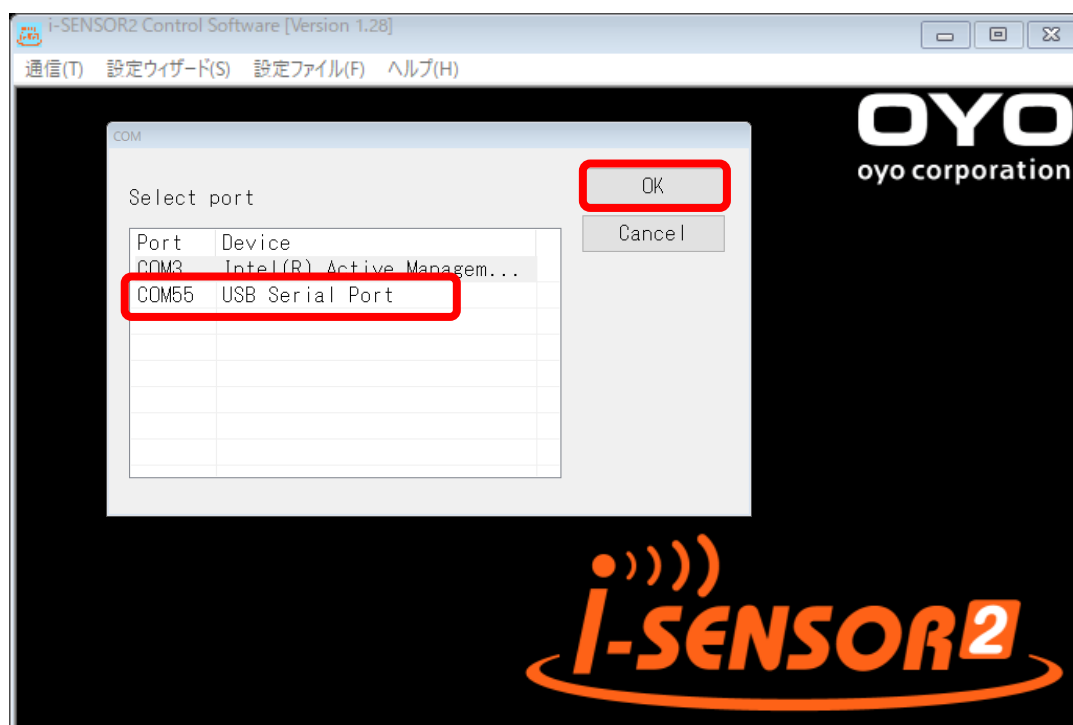 i-SENSOR2 Control Software [Version 1.28]
通信(T) 設定ウィザード(S) 設定ファイル(F) ヘルプ(H)
OYO
oyo corporation
COM
Select port
OK
Cancel
Port Device
COM3 Intel(R) Active Managem...
COM55 USB Serial Port
i-SENSOR2